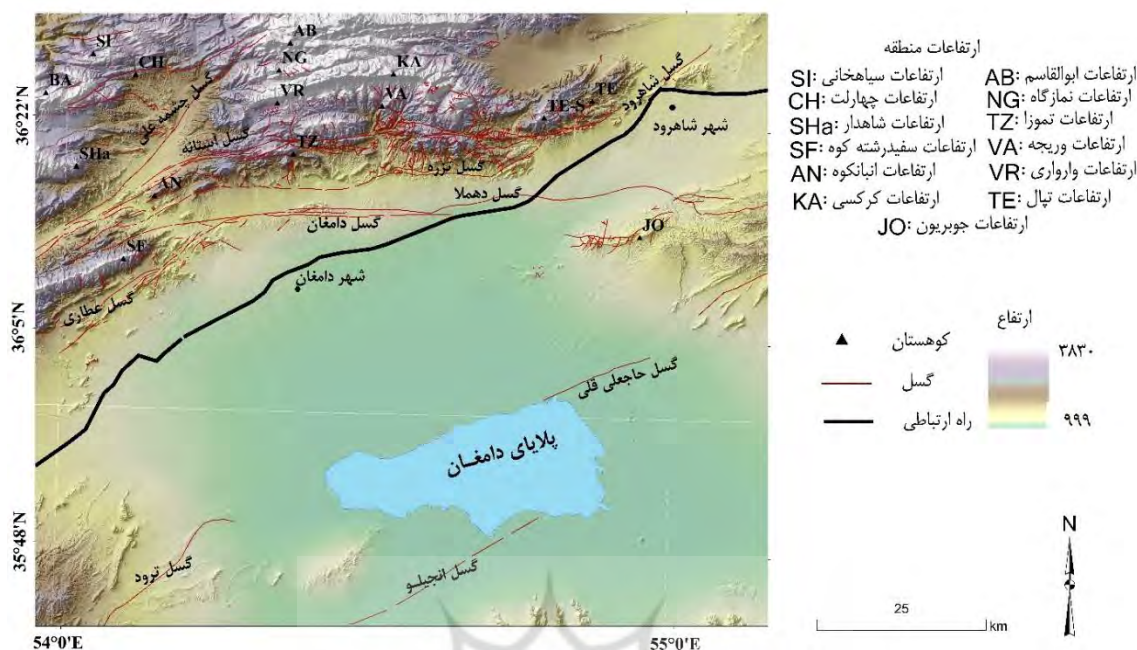 SI
AB
BA
CH
NG
KA
VR
VA
TE
TE-S
SHa
TZ
AN
SF
JO
گسل چشمه علی
گسل آستانه
گسل شاهرود
شهر شاهرود
گسل تزره
گسل دهملا
گسل دامغان
شهر دامغان
گسل عطاری
گسل حاجعلی قلی
پلایای دامغان
گسل انجیلو
گسل ترود
36°22'N
36°5'N
35°48'N
54°0'E
55°0'E
ارتفاعات منطقه
AB: ارتفاعات ابوالقاسم
SI: ارتفاعات سیاهخانی
NG: ارتفاعات نمازگاه
CH: ارتفاعات چهارلت
TZ: ارتفاعات تموزا
SHa: ارتفاعات شاهدار
VA: ارتفاعات وریجه
SF: ارتفاعات سفیدرشته کوه
VR: ارتفاعات وارواری
AN: ارتفاعات انبانکوه
TE: ارتفاعات تپال
KA: ارتفاعات کرکسی
JO: ارتفاعات جوبریون
ارتفاع
۳۸۳۰
۹۹۹
کوهستان
گسل
راه ارتباطی
N
25
km